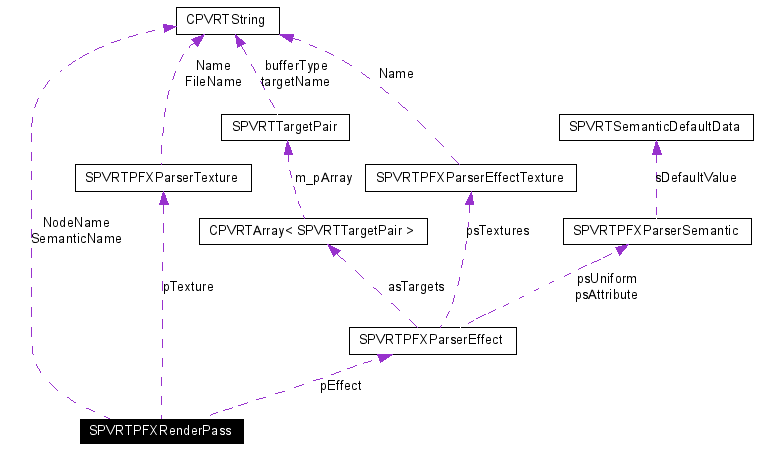 CPVRTString
Name
FileName
bufferType
targetName
Name
SPVRTTargetPair
SPVRTSemanticDefaultData
SPVRTPFXParserTexture
m_pArray
SPVRTPFXParserEffectTexture
sDefaultValue
NodeName
SemanticName
CPVRTArray< SPVRTTargetPair >
psTextures
SPVRTPFXParserSemantic
pTexture
asTargets
psUniform
psAttribute
SPVRTPFXParserEffect
pEffect
SPVRTPFXRenderPass